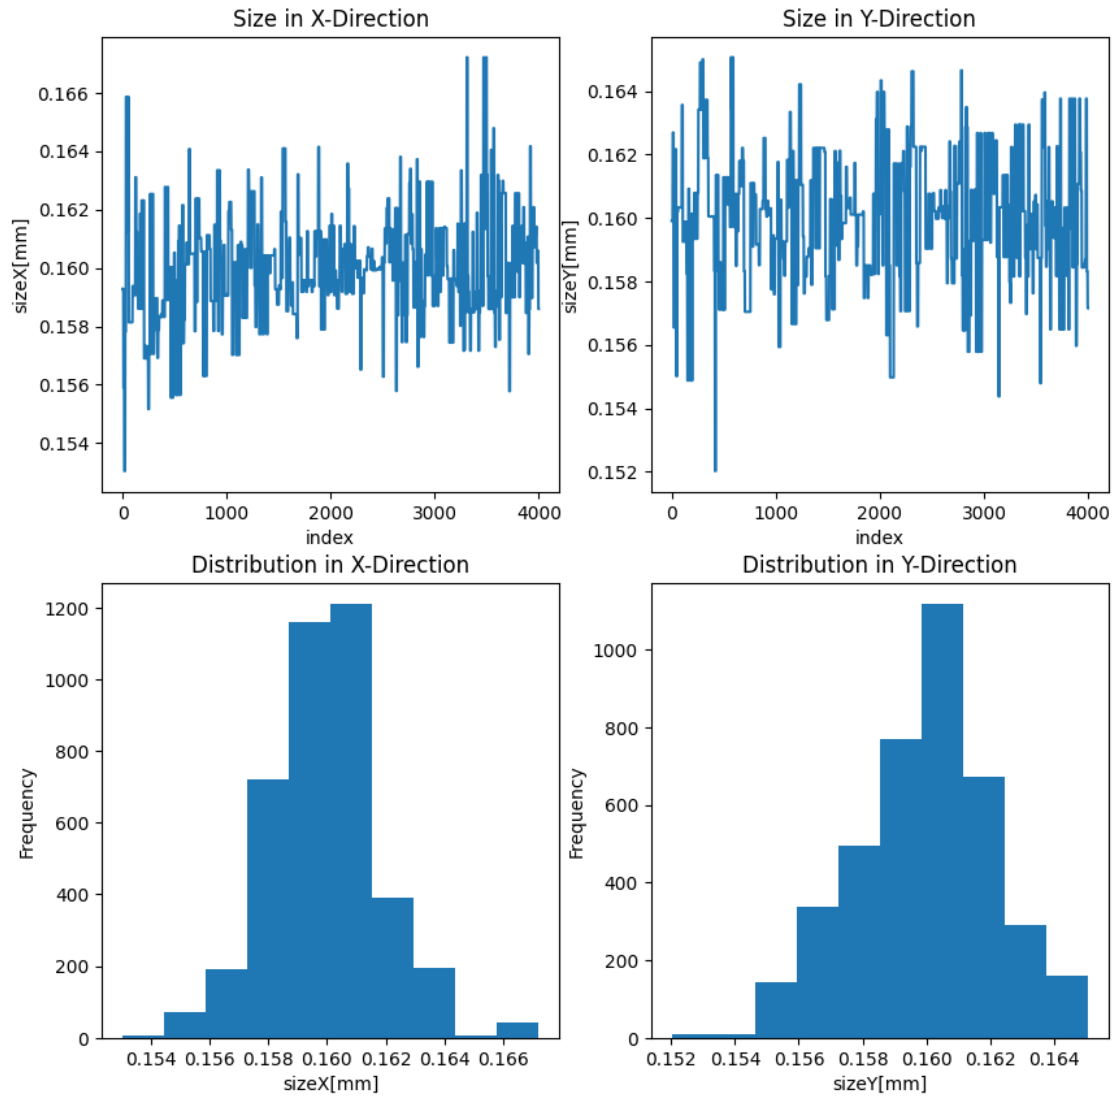 Size in X-Direction
sizeX[mm]
0.166
0.164
0.162
0.160
0.158
0.156
0.154
0 1000 2000 3000 4000
index
Size in Y-Direction
sizeY[mm]
0.164
0.162
0.160
0.158
0.156
0.154
0.152
0 1000 2000 3000 4000
index
Distribution in X-Direction
Frequency
1200
1000
800
600
400
200
0
0.154 0.156 0.158 0.160 0.162 0.164 0.166
sizeX[mm]
Distribution in Y-Direction
Frequency
1000
800
600
400
200
0
0.152 0.154 0.156 0.158 0.160 0.162 0.164
sizeY[mm]